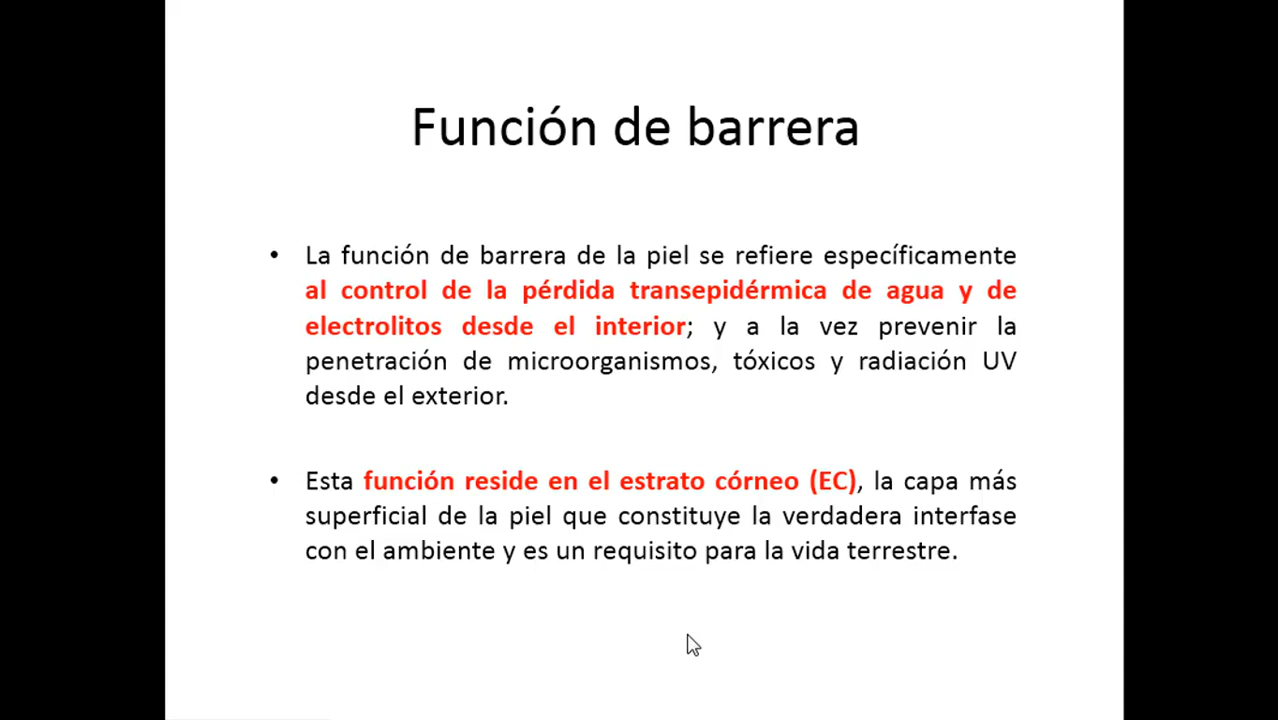 Función de barrera
• La función de barrera de la piel se refiere específicamente
al control de la pérdida transepidérmica de agua y de
electrolitos desde el interior; y a la vez prevenir la
penetración de microorganismos, tóxicos y radiación UV
desde el exterior.
• Esta función reside en el estrato córneo (EC), la capa más
superficial de la piel que constituye la verdadera interfase
con el ambiente y es un requisito para la vida terrestre.